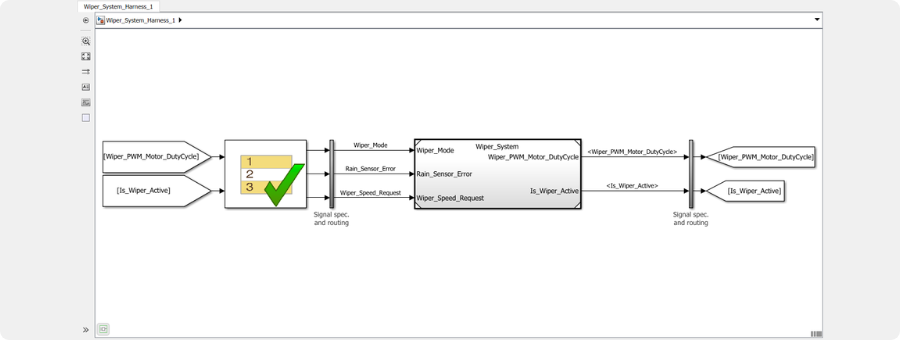 Wiper_System_Harness_1
Wiper_System_Harness_1
[Wiper_PWM_Motor_DutyCycle]
[Is_Wiper_Active]
1
2
3
Signal spec.
and routing
Wiper_Mode
Rain_Sensor_Error
Wiper_Speed_Request
Wiper_System
Wiper_Mode
Wiper_PWM_Motor_DutyCycle
Rain_Sensor_Error
Is_Wiper_Active
Wiper_Speed_Request
<Wiper_PWM_Motor_DutyCycle>
<Is_Wiper_Active>
Signal spec.
and routing
[Wiper_PWM_Motor_DutyCycle]
[Is_Wiper_Active]